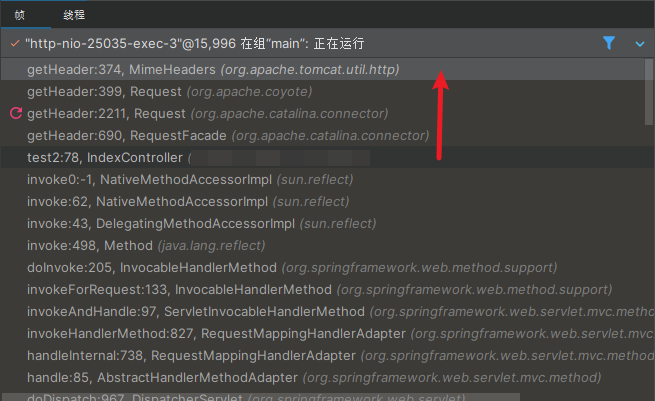 帧 线程
"http-nio-25035-exec-3"@15,996 在组“main”: 正在运行
getHeader:374, MimeHeaders (org.apache.tomcat.util.http)
getHeader:399, Request (org.apache.coyote)
getHeader:2211, Request (org.apache.catalina.connector)
getHeader:690, RequestFacade (org.apache.catalina.connector)
test2:78, IndexController (
invoke0:-1, NativeMethodAccessorImpl (sun.reflect)
invoke:62, NativeMethodAccessorImpl (sun.reflect)
invoke:43, DelegatingMethodAccessorImpl (sun.reflect)
invoke:498, Method (java.lang.reflect)
doInvoke:205, InvocableHandlerMethod (org.springframework.web.method.support)
invokeForRequest:133, InvocableHandlerMethod (org.springframework.web.method.support)
invokeAndHandle:97, ServletInvocableHandlerMethod (org.springframework.web.servlet.mvc.metho
invokeHandlerMethod:827, RequestMappingHandlerAdapter (org.springframework.web.servlet.mv
handleInternal:738, RequestMappingHandlerAdapter (org.springframework.web.servlet.mvc.method
handle:85, AbstractHandlerMethodAdapter (org.springframework.web.servlet.mvc.method)
doDispatch:967, DispatcherServlet (org.springframework.web.servlet)